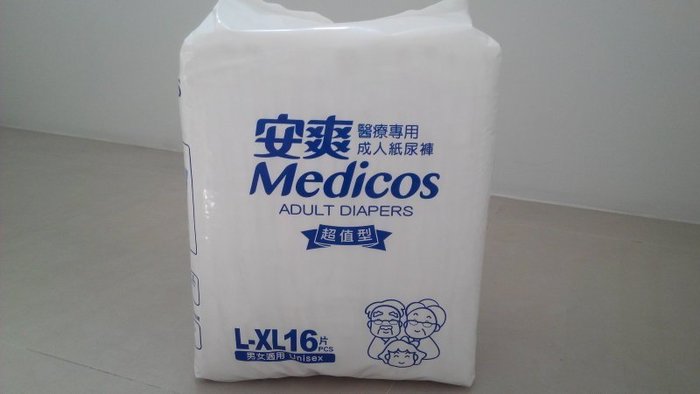 安爽 醫療專用
成人紙尿褲
Medicos
ADULT DIAPERS
超值型
L-XL16片
PCS
男女適用 Unisex